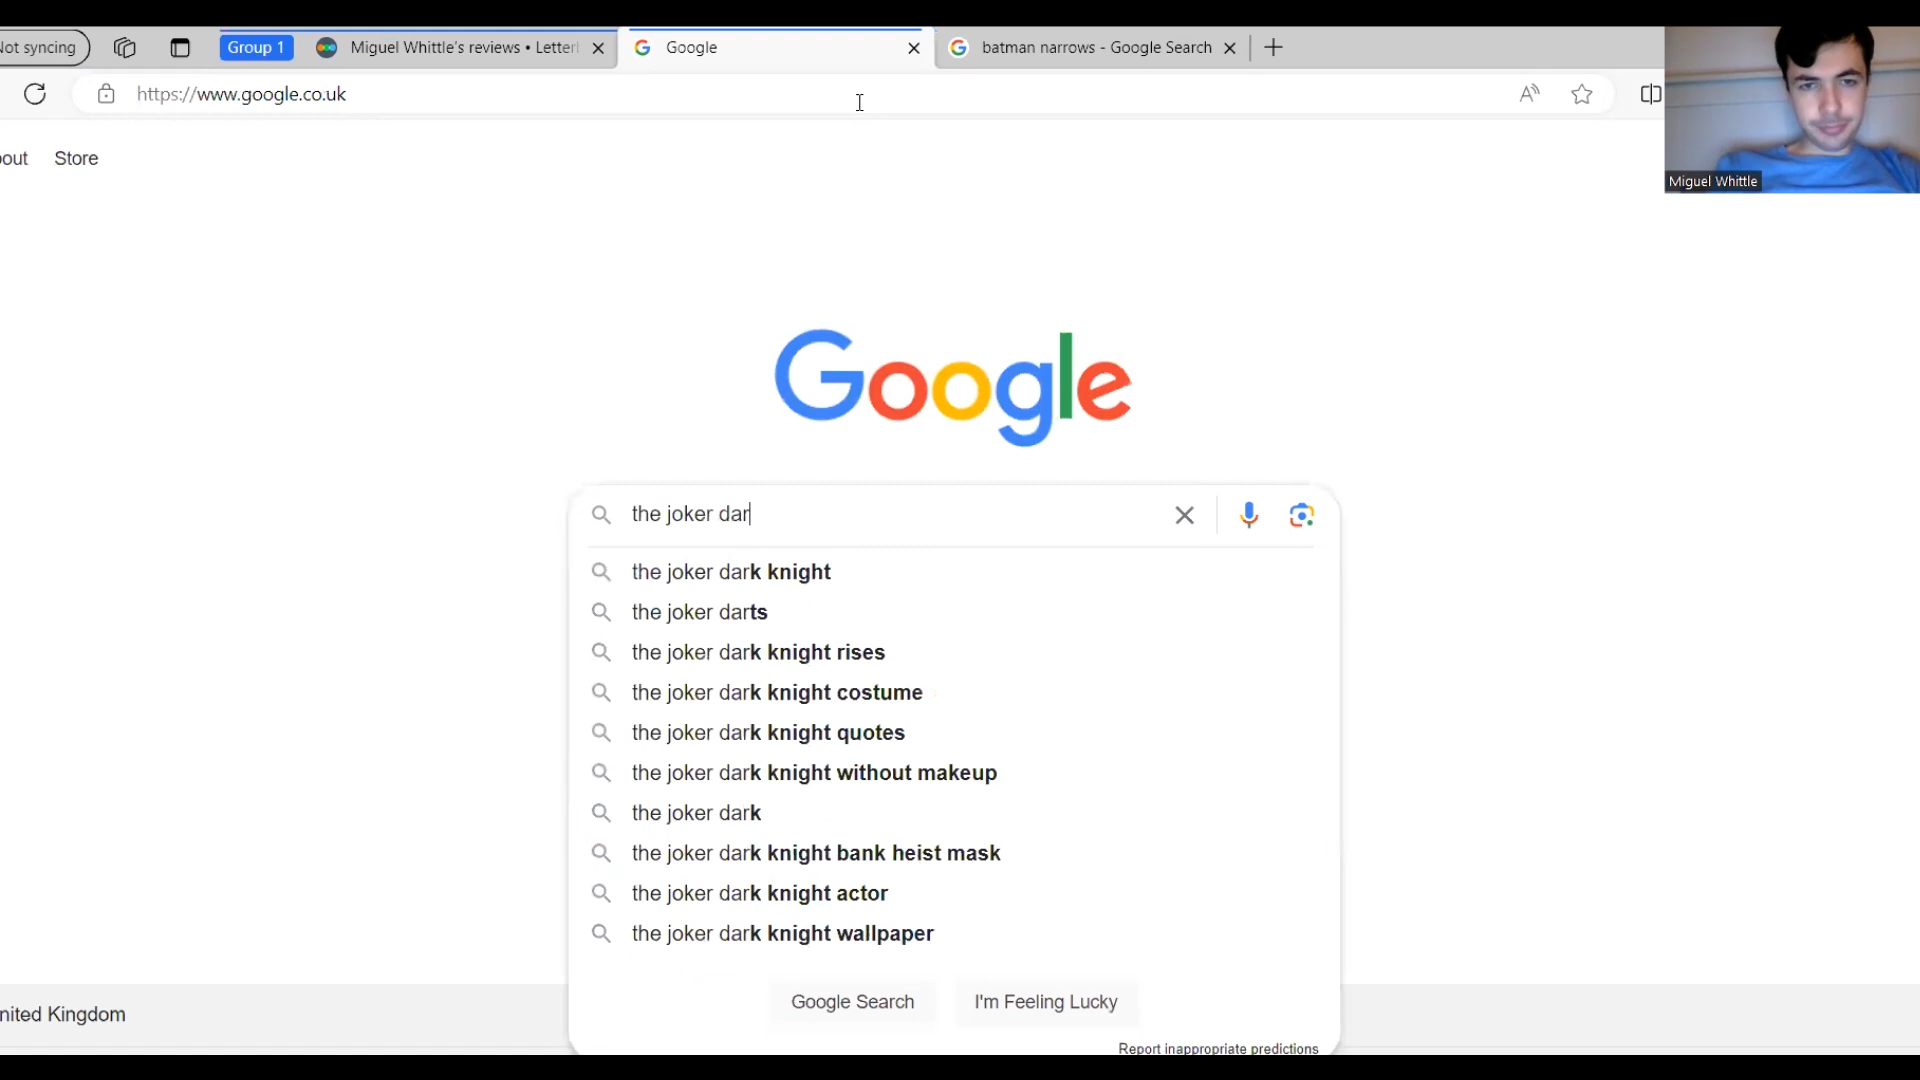 Not syncing
Group 1
Miguel Whittle's reviews • Letter
Google
batman narrows - Google Search
https://www.google.co.uk
Miguel Whittle
out
Store
Google
the joker dar
the joker dark knight
the joker darts
the joker dark knight rises
the joker dark knight costume
the joker dark knight quotes
the joker dark knight without makeup
the joker dark
the joker dark knight bank heist mask
the joker dark knight actor
the joker dark knight wallpaper
Google Search
I'm Feeling Lucky
Report inappropriate predictions
nited Kingdom